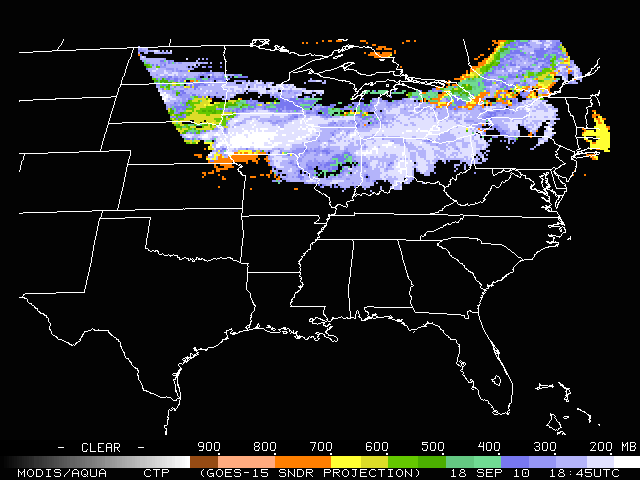 - CLEAR - 900 800 700 600 500 400 300 200 MB
MODIS/AQUA CTP (GOES-15 SNDR PROJECTION) 18 SEP 10 18:45UTC